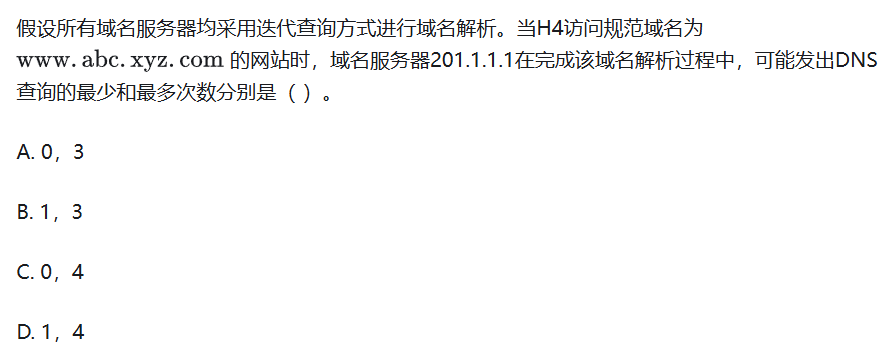 假设所有域名服务器均采用迭代查询方式进行域名解析。当H4访问规范域名为
www.abc.xyz.com 的网站时，域名服务器201.1.1.1在完成该域名解析过程中，可能发出DNS
查询的最少和最多次数分别是（ ）。
A. 0，3
B. 1，3
C. 0，4
D. 1，4